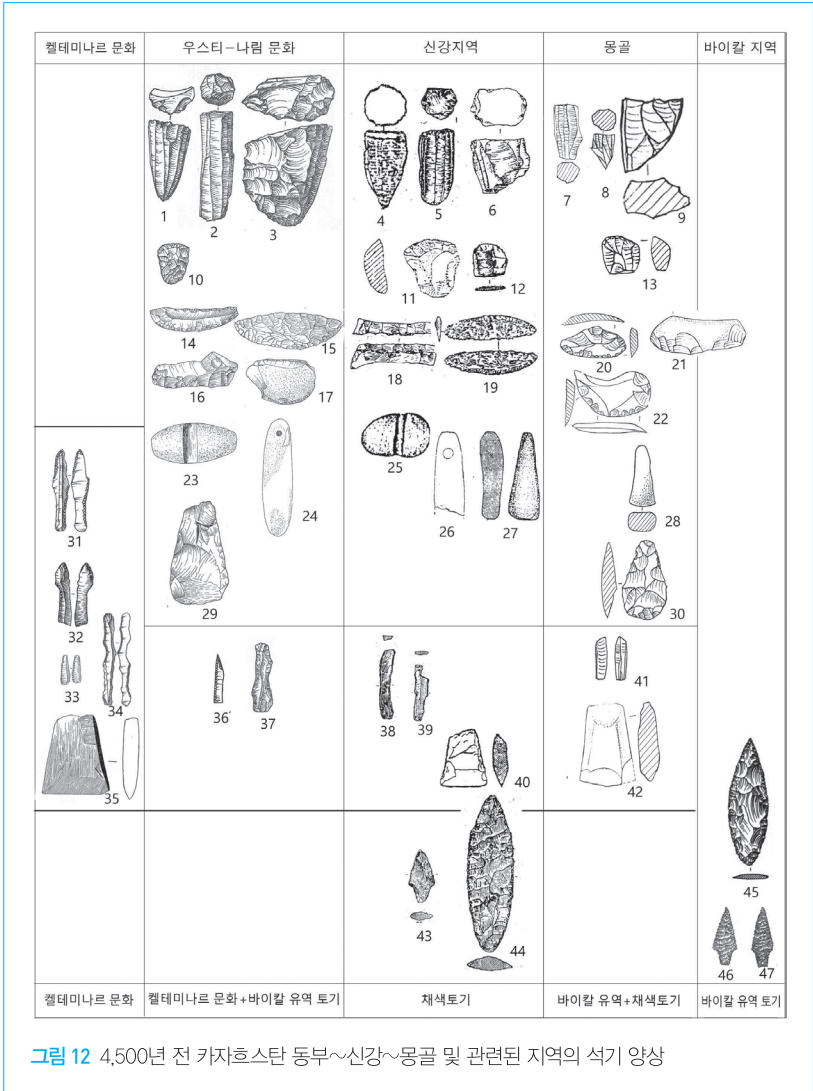 켈테미나르 문화 우스티-나림 문화 신강지역 몽골 바이칼 지역
1 2 3 4 5 6 7 8 9
10 11 12 13
14 15 16 17 18 19 20 21 22
23 24 25 26 27 28
29 30
31
32
33 34 36 37 38 39 41
35 40 42
43 44 45
46 47
켈테미나르 문화 켈테미나르 문화+바이칼 유역 토기 채색토기 바이칼 유역+채색토기 바이칼 유역 토기
그림 12 4,500년 전 카자흐스탄 동부~신강~몽골 및 관련된 지역의 석기 양상